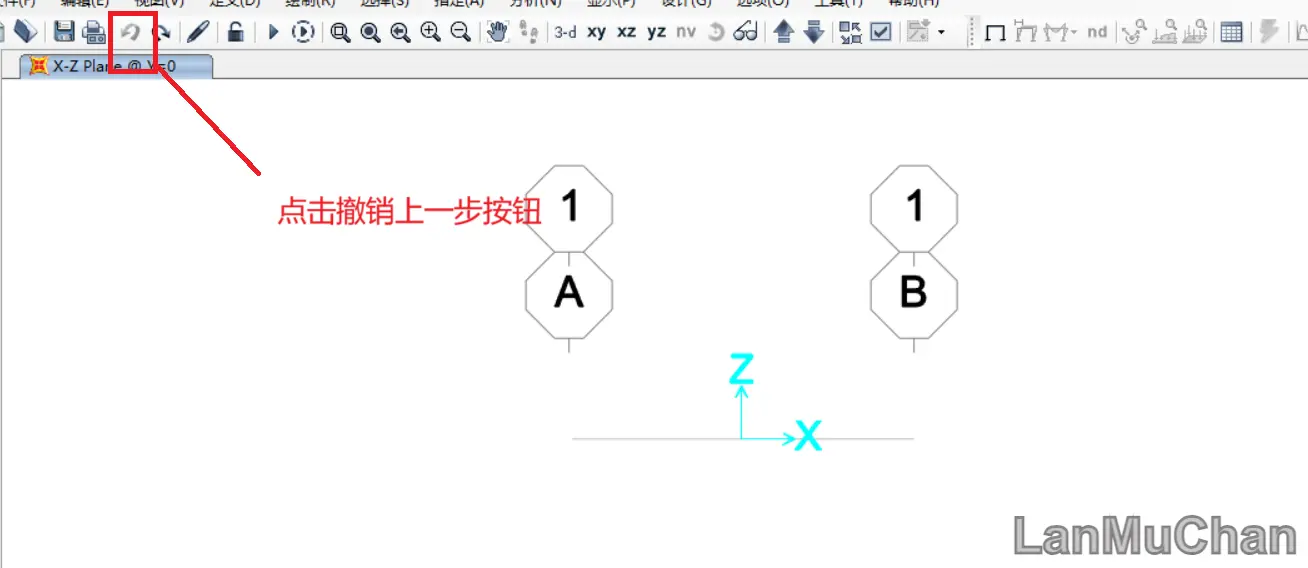 文件(F) 编辑(E) 视图(V) 定义(D) 绘制(R) 选择(S) 指定(A) 分析(N) 显示(P) 设计(G) 选项(O) 工具(T) 帮助(H)
3-d xy xz yz nv nd
X-Z Plane @ Y=0
点击撤销上一步按钮
1 1
A B
Z
X
LanMuChan